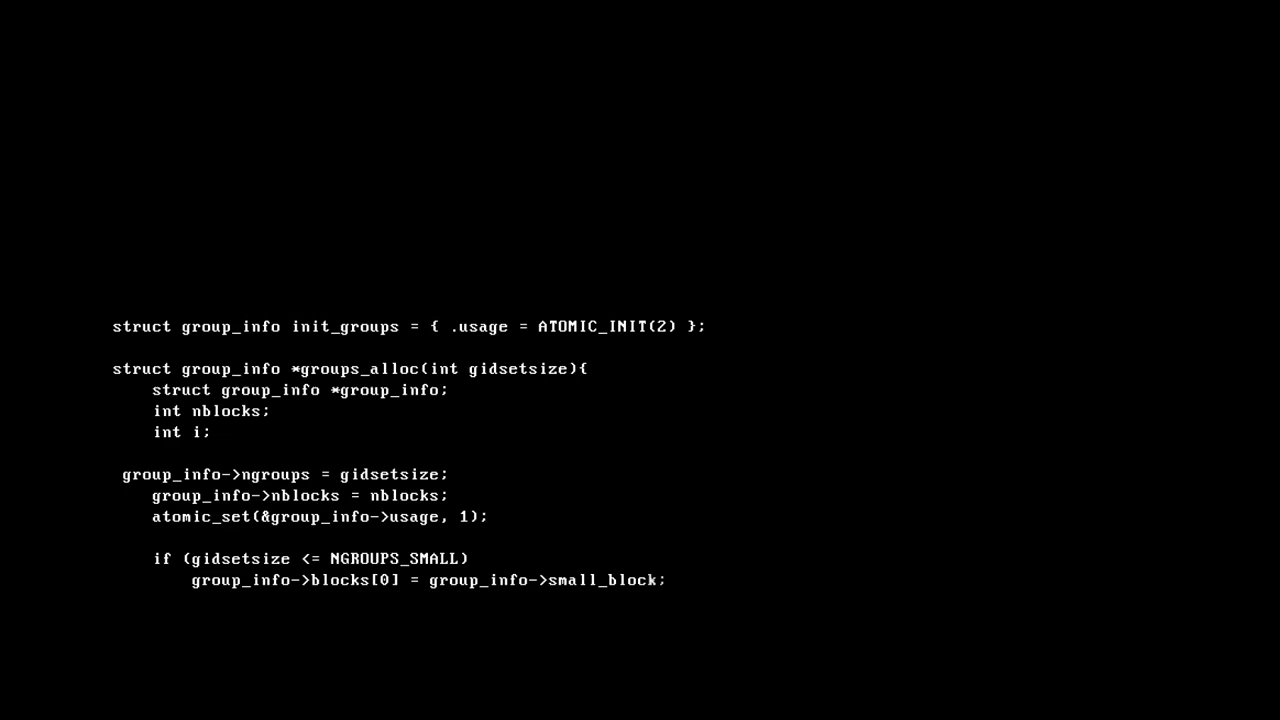 struct group_info init_groups = { .usage = ATOMIC_INIT(2) };
struct group_info *groups_alloc(int gidsetsize){
struct group_info *group_info;
int nblocks;
int i;
group_info->ngroups = gidsetsize;
group_info->nblocks = nblocks;
atomic_set(&group_info->usage, 1);
if (gidsetsize <= NGROUPS_SMALL)
group_info->blocks[0] = group_info->small_block;